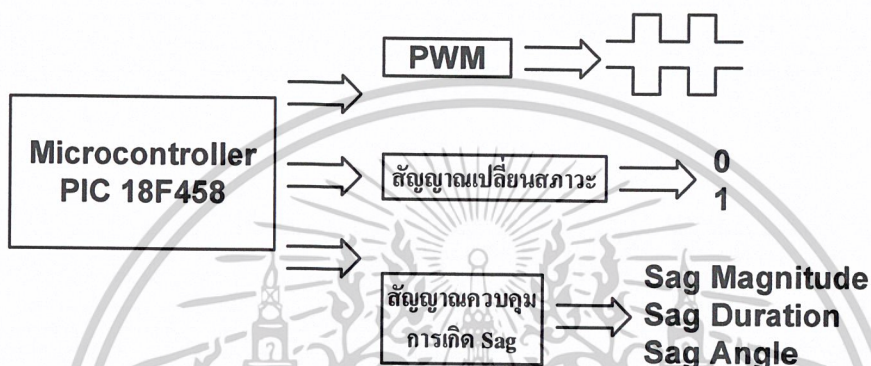 PWM
Microcontroller
PIC 18F458
สัญญาณเปลี่ยนสภาวะ
0
1
สัญญาณควบคุม
การเกิด Sag
Sag Magnitude
Sag Duration
Sag Angle